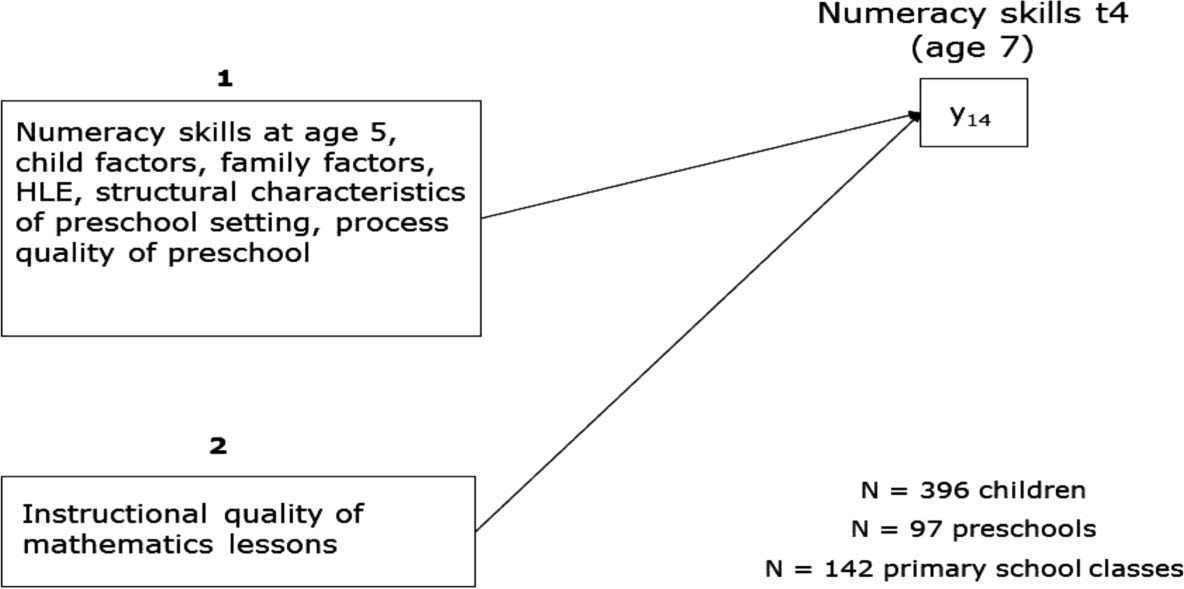 Numeracy skills t4
(age 7)
y14
1
Numeracy skills at age 5,
child factors, family factors,
HLE, structural characteristics
of preschool setting, process
quality of preschool
2
Instructional quality of
mathematics lessons
N = 396 children
N = 97 preschools
N = 142 primary school classes